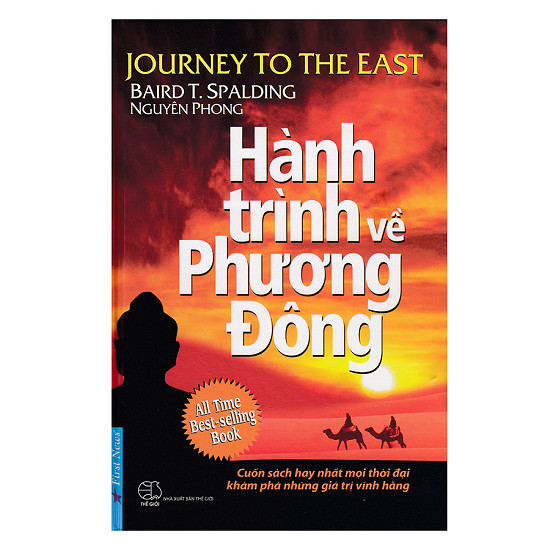 JOURNEY TO THE EAST
BAIRD T. SPALDING
NGUYÊN PHONG
Hành
trình về
Phương
Đông
All Time
Best-selling
Book
Cuốn sách hay nhất mọi thời đại
khám phá những giá trị vĩnh hằng
First News
THẾ GIỚI
NHÀ XUẤT BẢN THẾ GIỚI